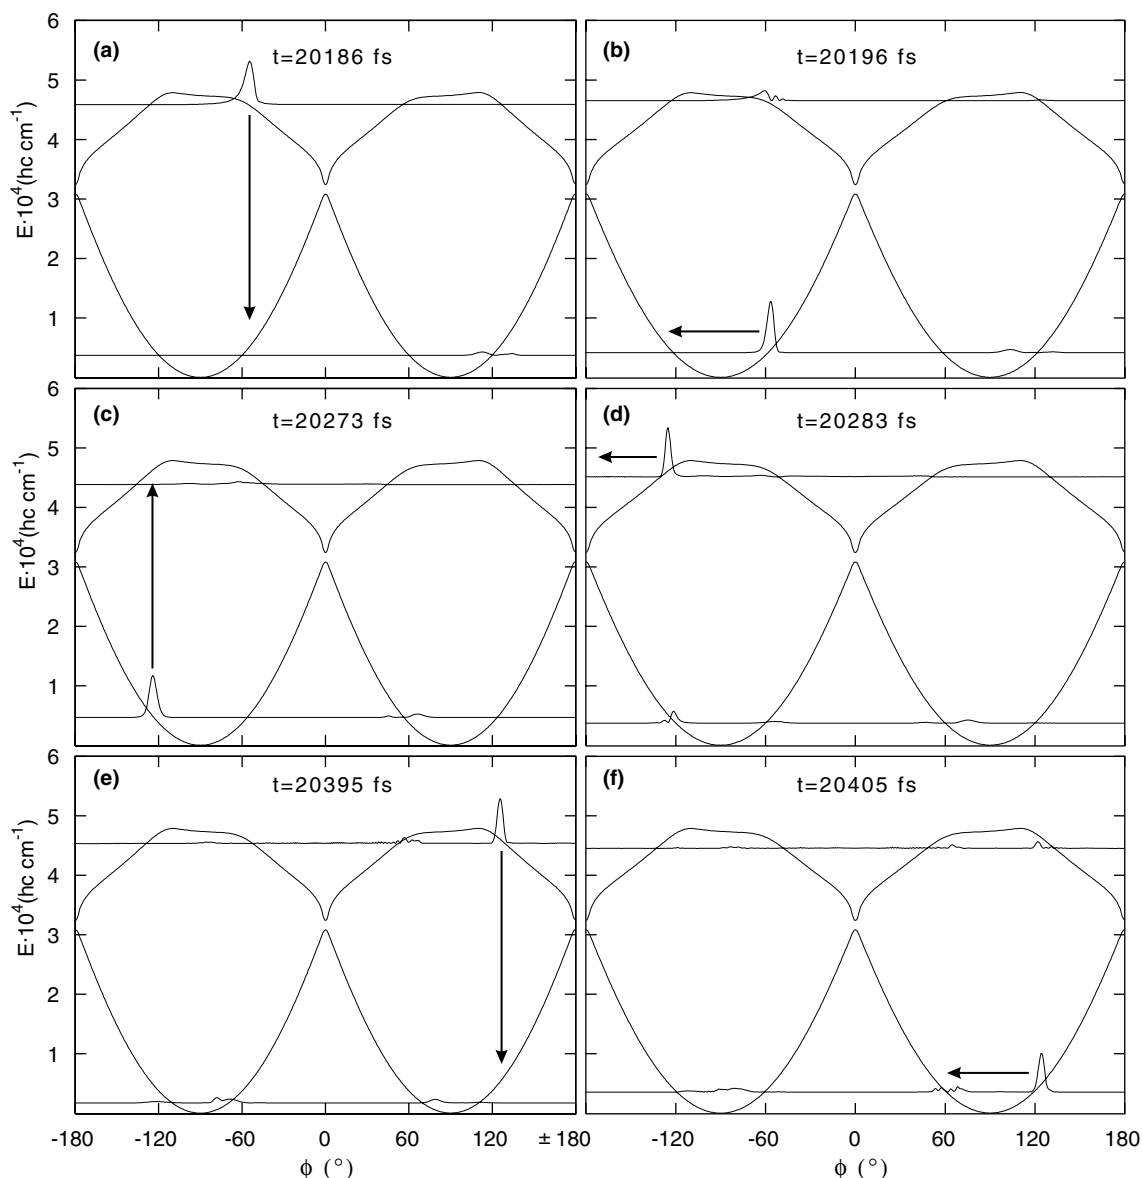 (a) t=20186 fs
(b) t=20196 fs
6
5
4
3
2
1
E·10⁴(hc cm⁻¹)
(c) t=20273 fs
(d) t=20283 fs
6
5
4
3
2
1
E·10⁴(hc cm⁻¹)
(e) t=20395 fs
(f) t=20405 fs
6
5
4
3
2
1
E·10⁴(hc cm⁻¹)
-180 -120 -60 0 60 120 ± 180
-120 -60 0 60 120 180
ϕ (°)
ϕ (°)